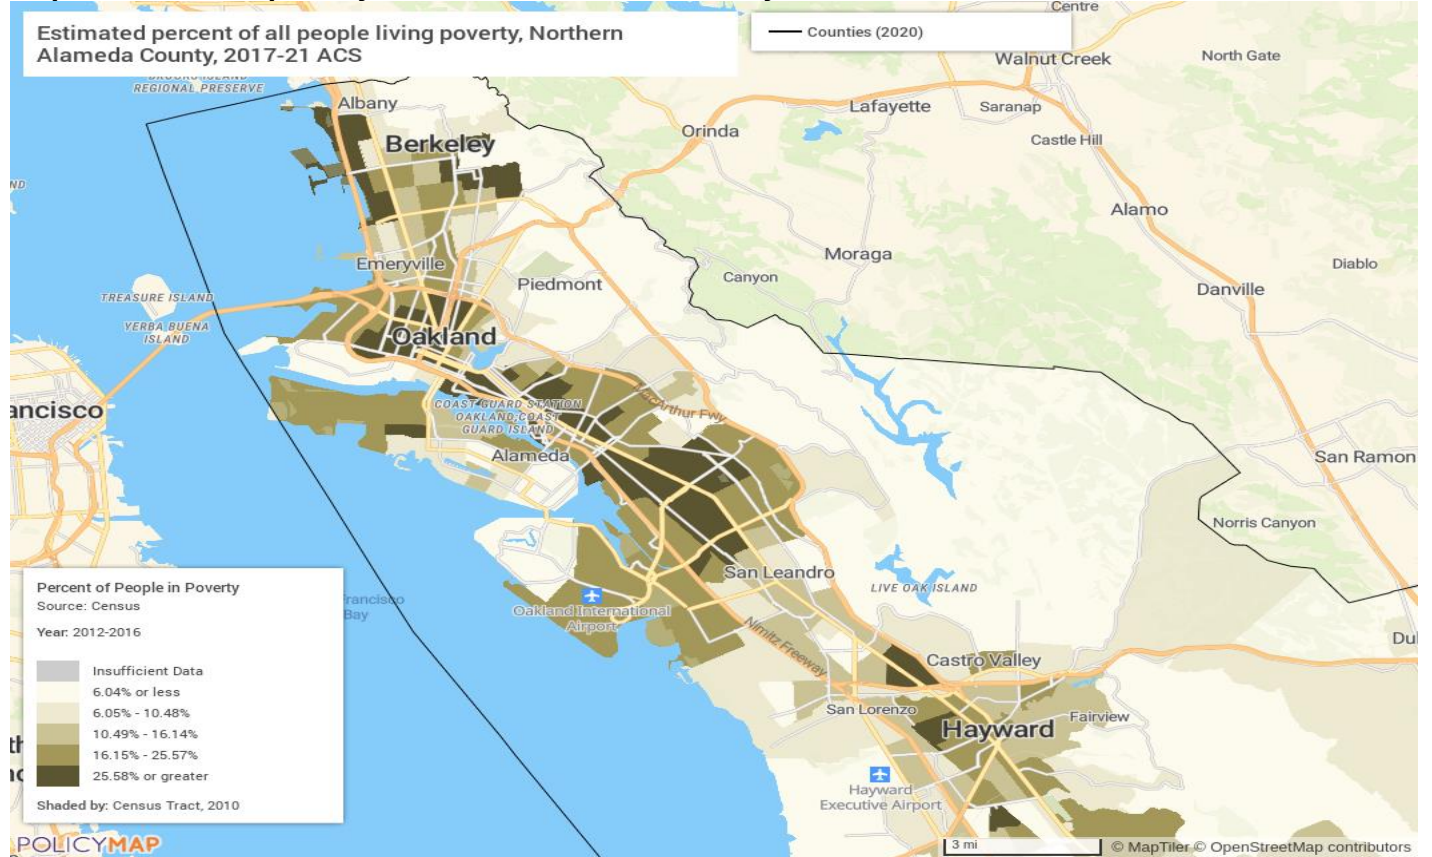 Estimated percent of all people living poverty, Northern
Alameda County, 2017-21 ACS
Counties (2020)
Centre
Walnut Creek
North Gate
REGIONAL PRESERVE
Albany
Lafayette
Saranap
Orinda
Castle Hill
Berkeley
ND
Alamo
Moraga
Emeryville
Canyon
Diablo
Piedmont
Danville
TREASURE ISLAND
YERBA BUENA
ISLAND
Oakland
MacArthur Fwy
ancisco
COAST GUARD STATION
OAKLAND-COAST
GUARD ISLAND
Alameda
San Ramon
Norris Canyon
San Leandro
LIVE OAK ISLAND
Oakland International
Airport
Francisco
Bay
Nimitz Freeway
Du
Castro Valley
San Lorenzo
Fairview
Hayward
Hayward
Executive Airport
Percent of People in Poverty
Source: Census
Year: 2012-2016
Insufficient Data
6.04% or less
6.05% - 10.48%
10.49% - 16.14%
16.15% - 25.57%
25.58% or greater
Shaded by: Census Tract, 2010
POLICYMAP
3 mi
© MapTiler © OpenStreetMap contributors